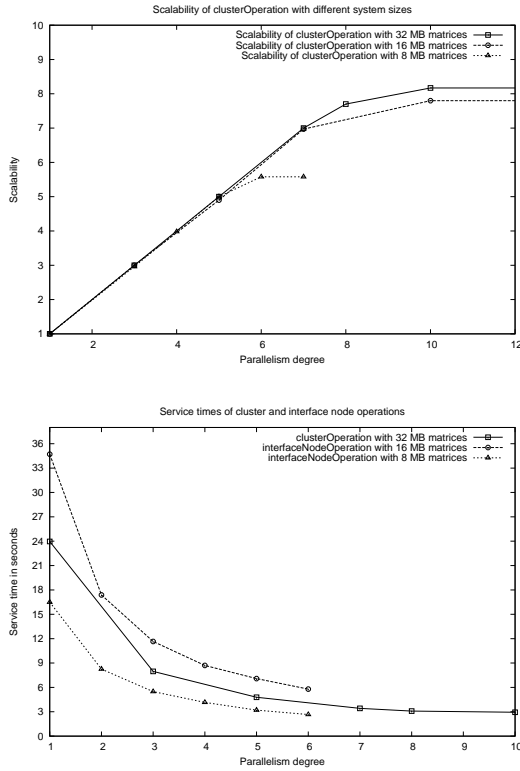 Scalability of clusterOperation with different system sizes
10
9
8
7
6
5
4
3
2
1
Scalability
Scalability of clusterOperation with 32 MB matrices
Scalability of clusterOperation with 16 MB matrices
Scalability of clusterOperation with 8 MB matrices
2 4 6 8 10 12
Parallelism degree
Service times of cluster and interface node operations
36
33
30
27
24
21
18
15
12
9
6
3
0
Service time in seconds
clusterOperation with 32 MB matrices
interfaceNodeOperation with 16 MB matrices
interfaceNodeOperation with 8 MB matrices
1 2 3 4 5 6 7 8 9 10
Parallelism degree